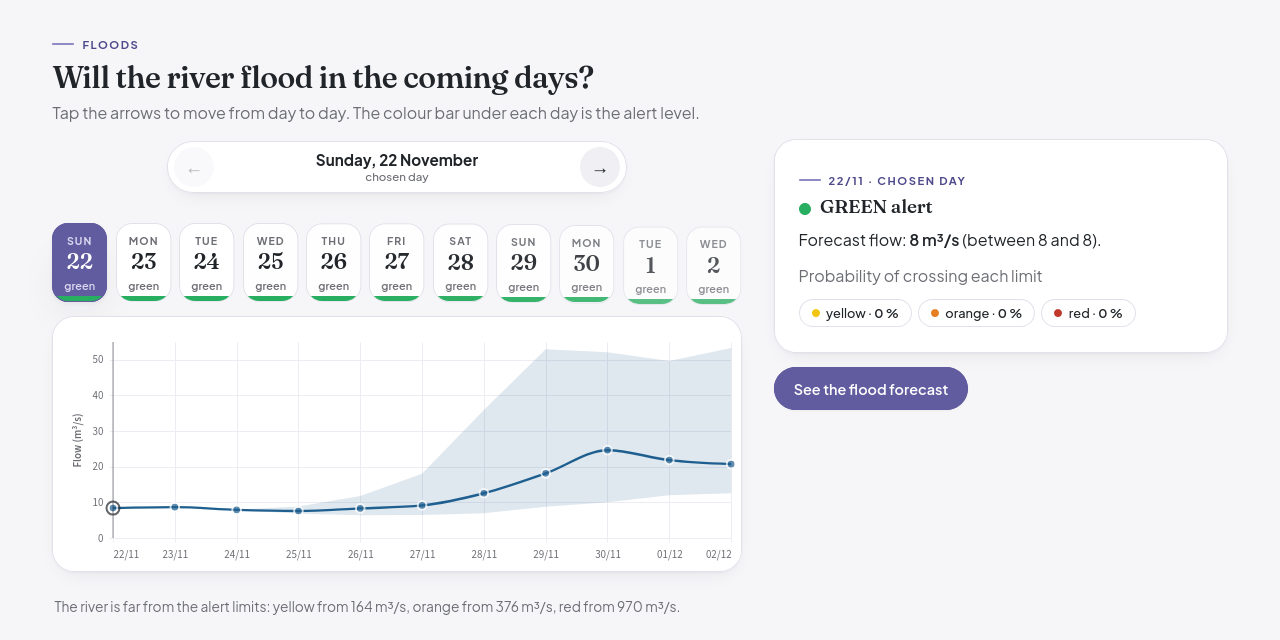 FLOODS
Will the river flood in the coming days?
Tap the arrows to move from day to day. The colour bar under each day is the alert level.
← Sunday, 22 November →
chosen day
SUN MON TUE WED THU FRI SAT SUN MON TUE WED
22 23 24 25 26 27 28 29 30 1 2
green green green green green green green green green green green
50
40
30
20
10
0
Flow (m³/s)
22/11 23/11 24/11 25/11 26/11 27/11 28/11 29/11 30/11 01/12 02/12
The river is far from the alert limits: yellow from 164 m³/s, orange from 376 m³/s, red from 970 m³/s.
22/11 · CHOSEN DAY
GREEN alert
Forecast flow: 8 m³/s (between 8 and 8).
Probability of crossing each limit
yellow · 0 % orange · 0 % red · 0 %
See the flood forecast